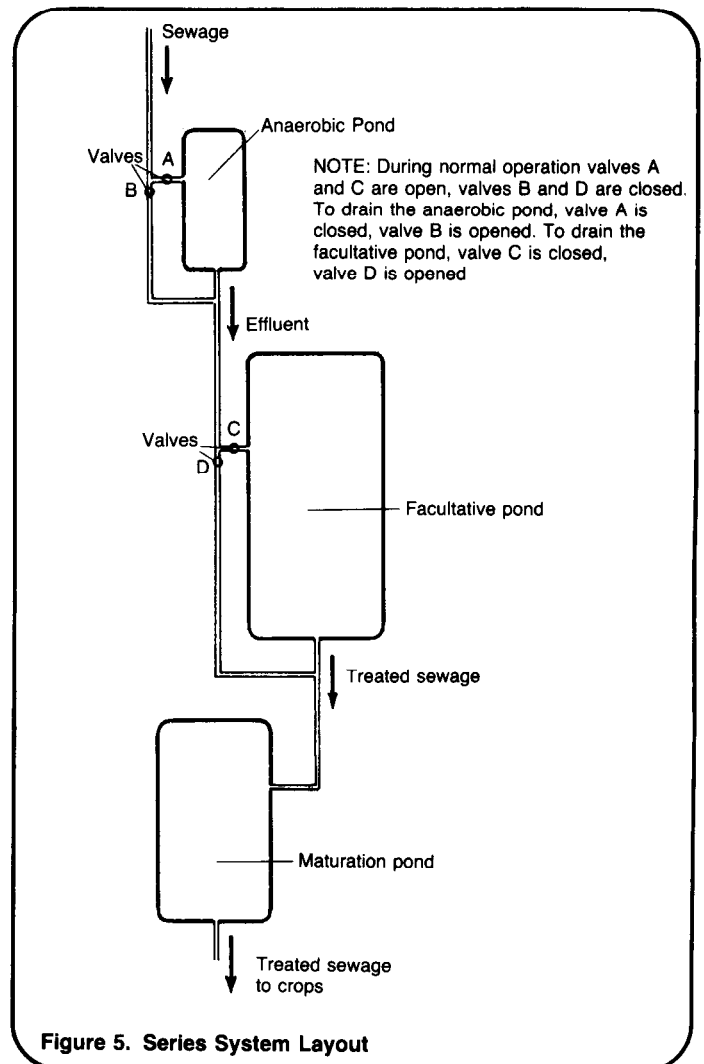 Sewage
Anaerobic Pond
Valves
A
B
NOTE: During normal operation valves A
and C are open, valves B and D are closed.
To drain the anaerobic pond, valve A is
closed, valve B is opened. To drain the
facultative pond, valve C is closed,
valve D is opened
Effluent
Valves
C
D
Facultative pond
Treated sewage
Maturation pond
Treated sewage
to crops
Figure 5. Series System Layout